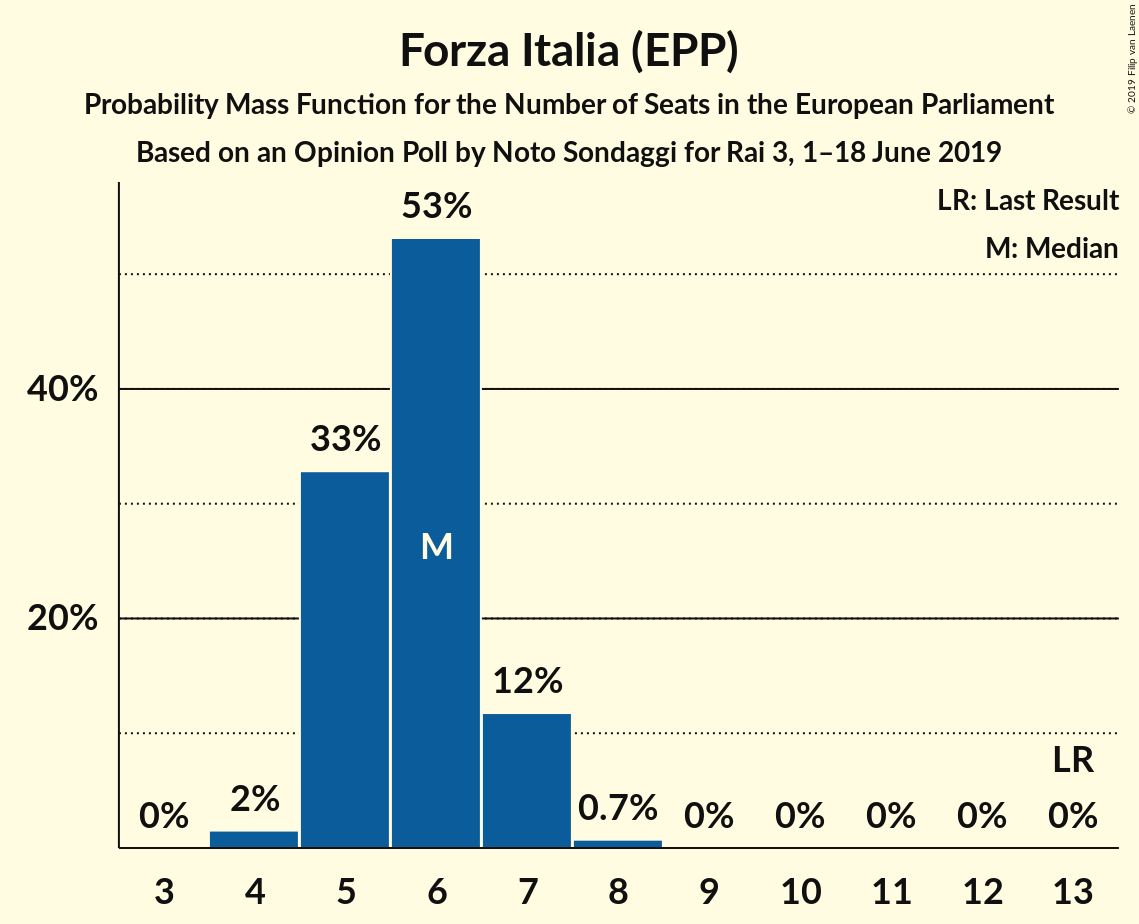 Forza Italia (EPP)
Probability Mass Function for the Number of Seats in the European Parliament
Based on an Opinion Poll by Noto Sondaggi for Rai 3, 1–18 June 2019
© 2019 Filip van Laenen
LR: Last Result
M: Median
53%
40%
33%
M
20%
12%
LR
0% 2% 0.7% 0% 0% 0% 0% 0%
3 4 5 6 7 8 9 10 11 12 13